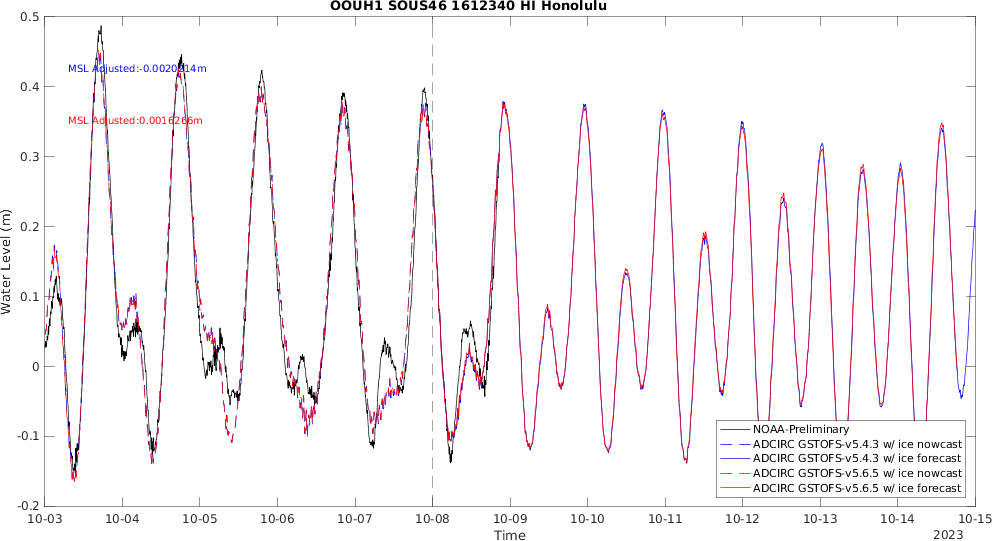 OOUH1 SOUS46 1612340 HI Honolulu
0.5
MSL Adjusted:-0.0020814m
0.4
MSL Adjusted:0.0016266m
0.3
0.2
Water Level (m)
0.1
0
-0.1
-0.2
NOAA-Preliminary
ADCIRC GSTOFS-v5.4.3 w/ ice nowcast
ADCIRC GSTOFS-v5.4.3 w/ ice forecast
ADCIRC GSTOFS-v5.6.5 w/ ice nowcast
ADCIRC GSTOFS-v5.6.5 w/ ice forecast
10-03 10-04 10-05 10-06 10-07 10-08 10-09 10-10 10-11 10-12 10-13 10-14 10-15
Time
2023